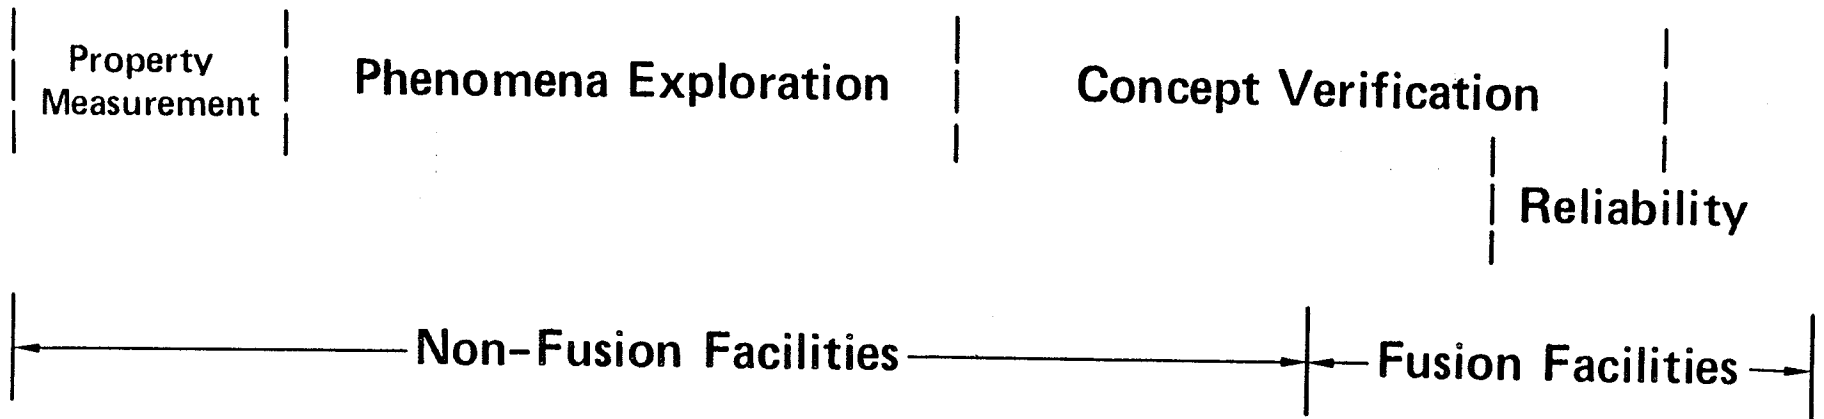 Property
Measurement
Phenomena Exploration
Concept Verification
Reliability
Non-Fusion Facilities
Fusion Facilities